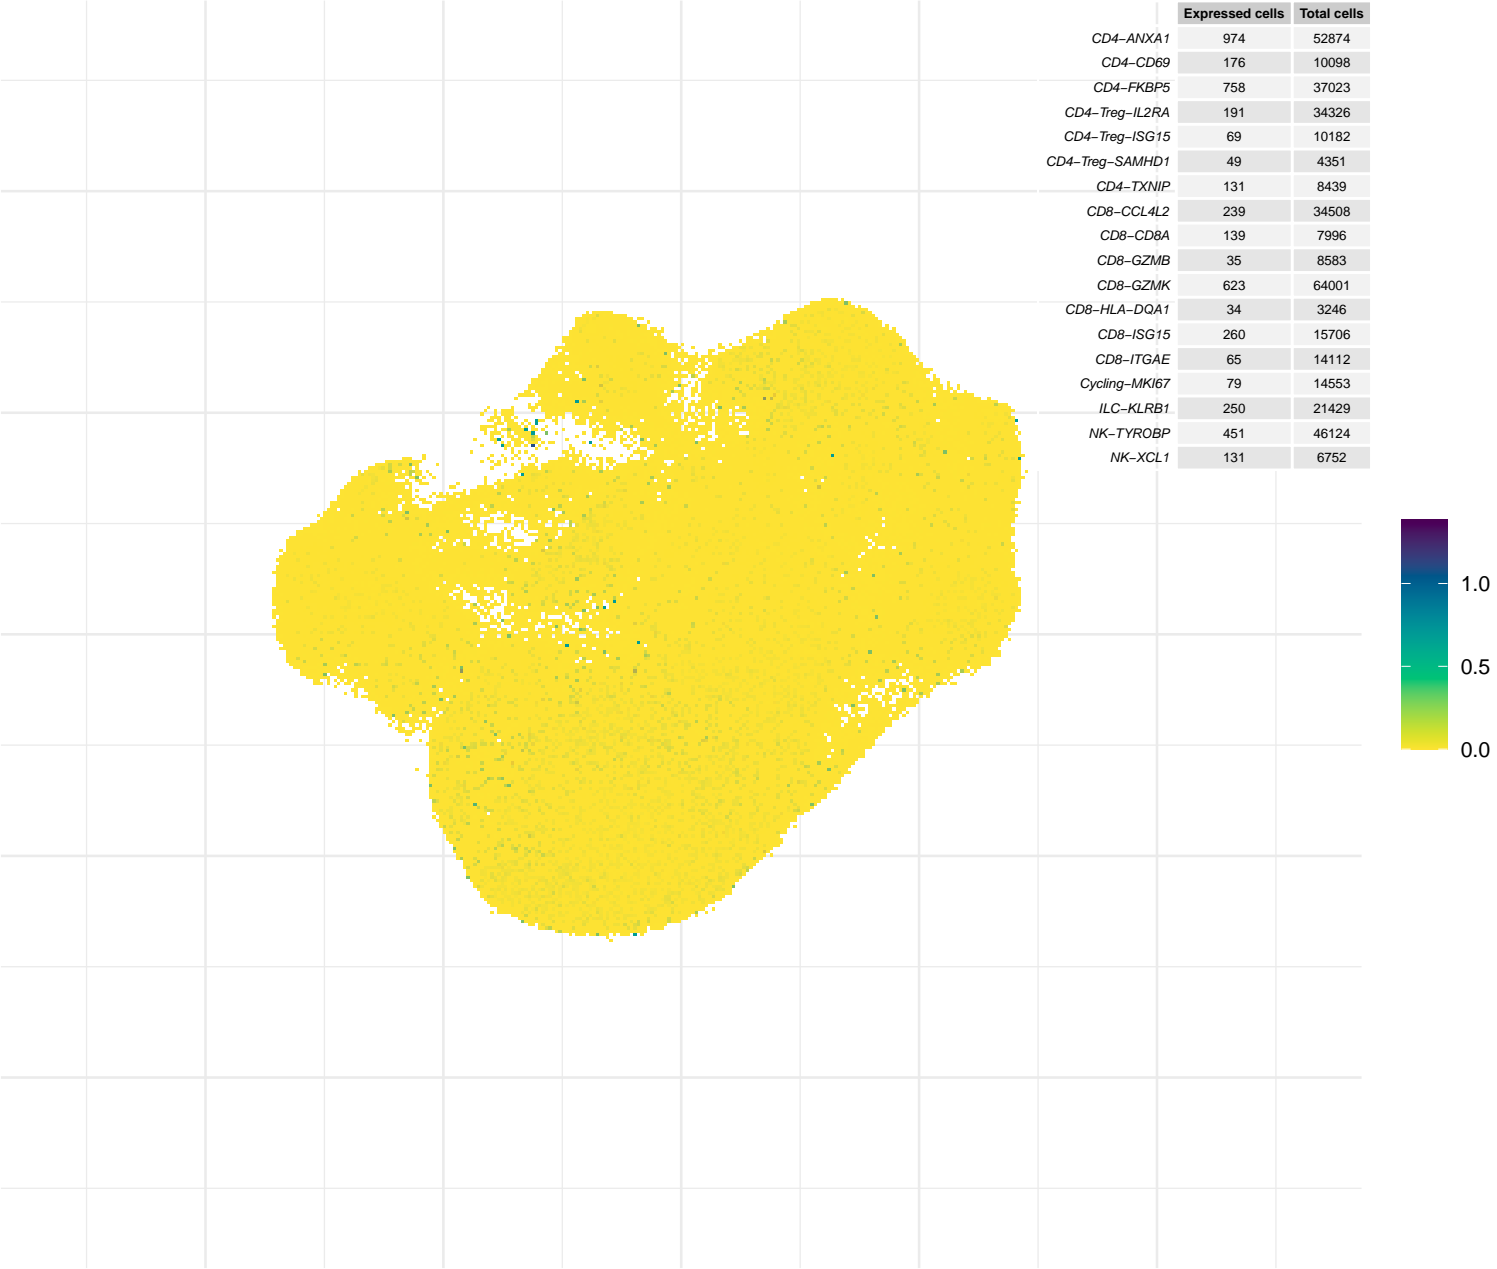 Expressed cells Total cells
CD4−ANXA1 974 52874
CD4−CD69 176 10098
CD4−FKBP5 758 37023
CD4−Treg−IL2RA 191 34326
CD4−Treg−ISG15 69 10182
CD4−Treg−SAMHD1 49 4351
CD4−TXNIP 131 8439
CD8−CCL4L2 239 34508
CD8−CD8A 139 7996
CD8−GZMB 35 8583
CD8−GZMK 623 64001
CD8−HLA−DQA1 34 3246
CD8−ISG15 260 15706
CD8−ITGAE 65 14112
Cycling−MKI67 79 14553
ILC−KLRB1 250 21429
NK−TYROBP 451 46124
NK−XCL1 131 6752
1.0
0.5
0.0